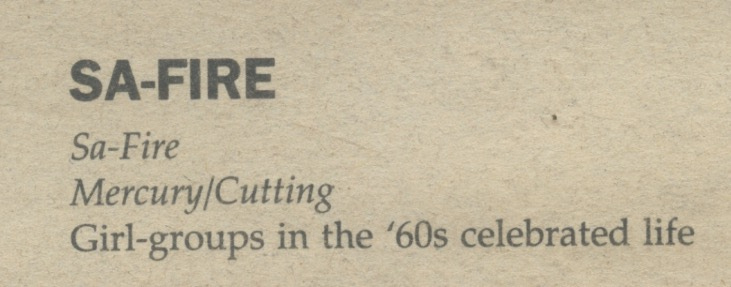 SA-FIRE
Sa-Fire
Mercury/Cutting
Girl-groups in the ‘60s celebrated life